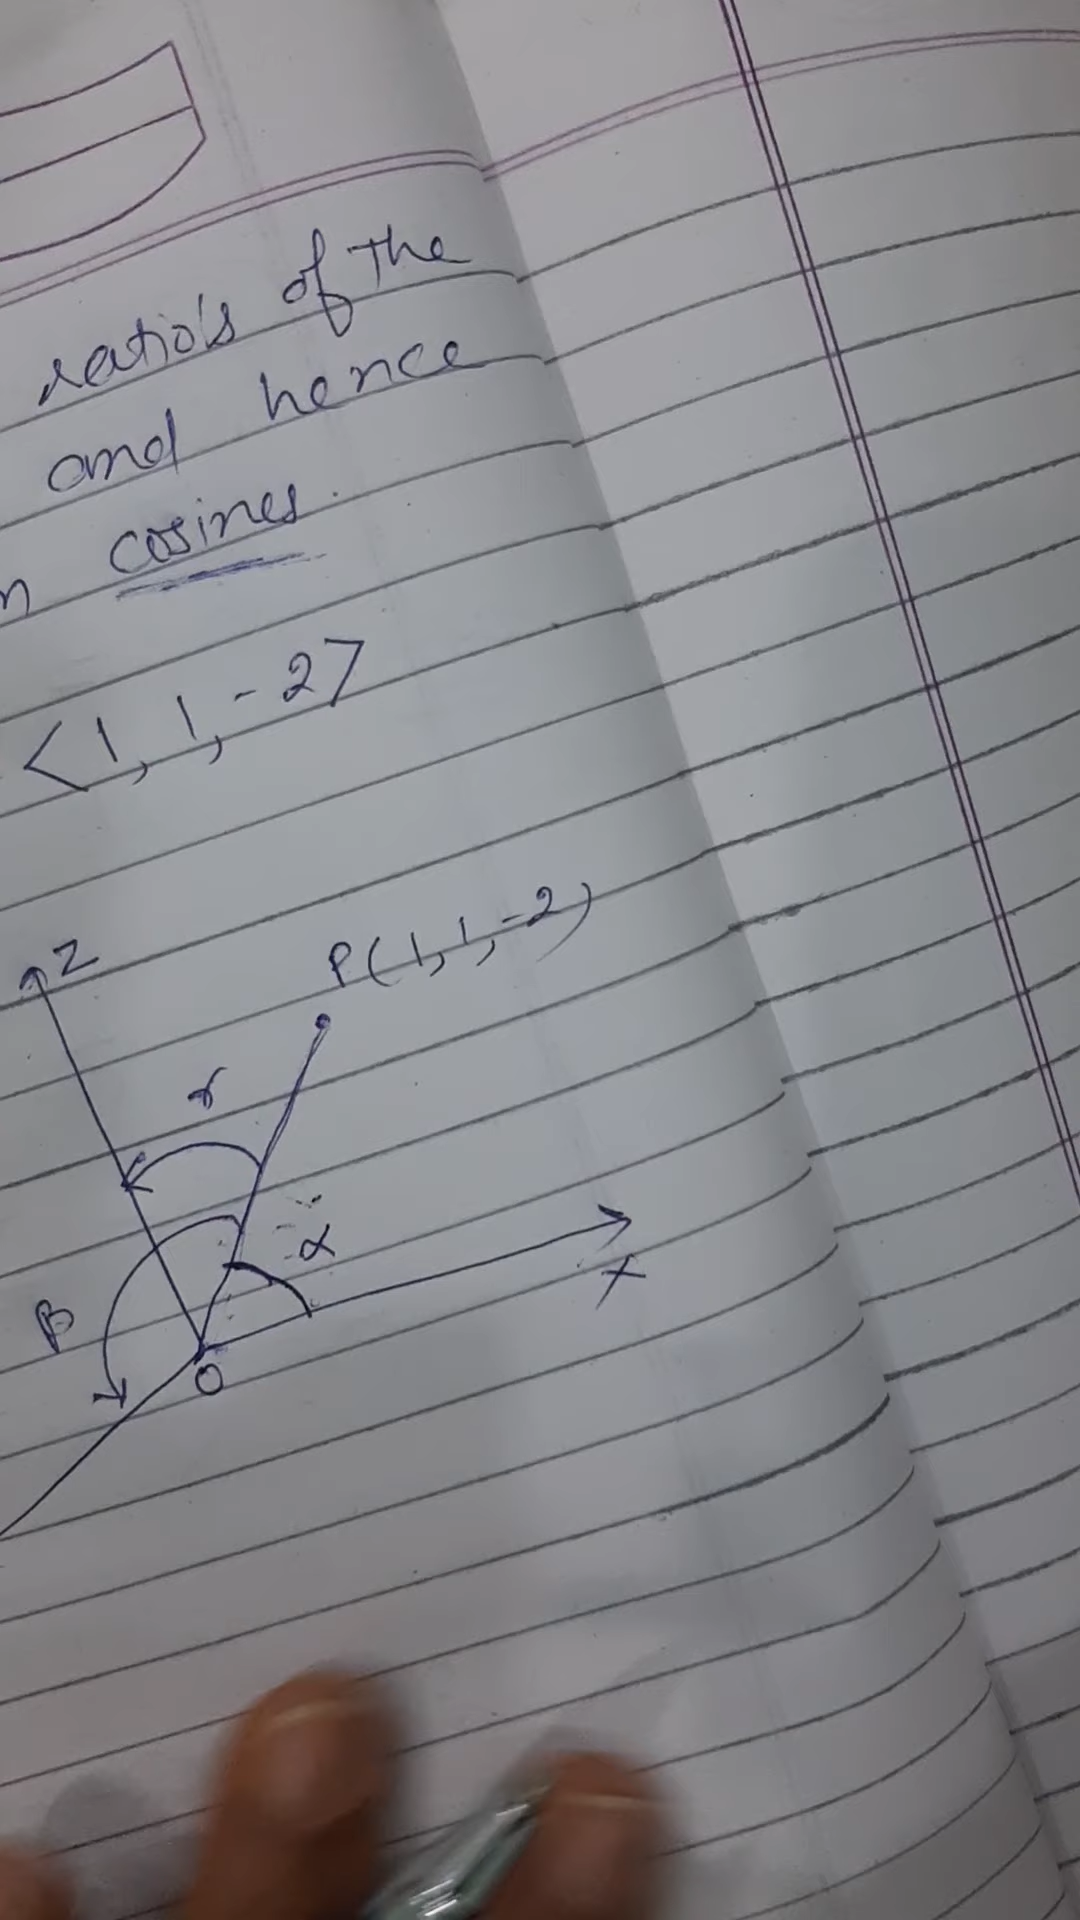 ratio's of the
and hence
n cosines.
<1, 1, -2>
Z
P(1, 1, -2)
γ
α
X
β
O